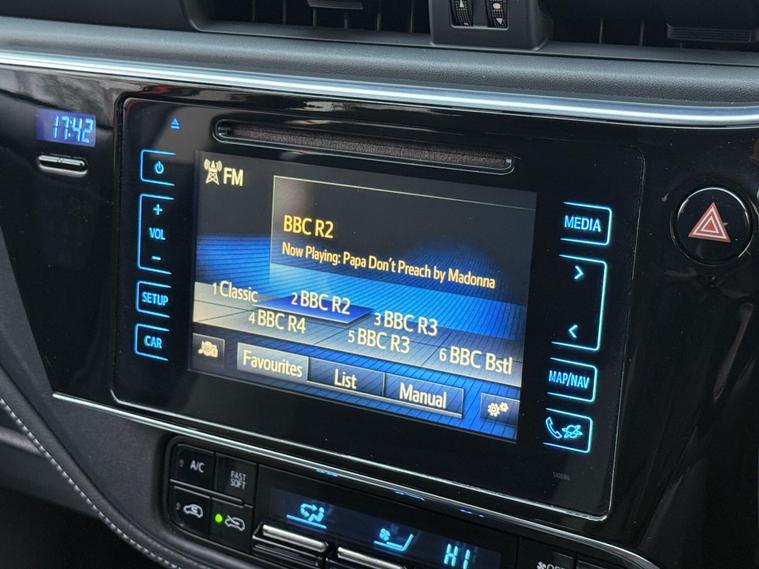 17:42
FM
BBC R2
Now Playing: Papa Don't Preach by Madonna
1 Classic 2 BBC R2 3 BBC R3
4 BBC R4 5 BBC R3 6 BBC Bstl
Favourites List Manual
+
VOL
-
SETUP
CAR
MEDIA
>
<
MAP/NAV
A/C
FAST
SOFT
HI